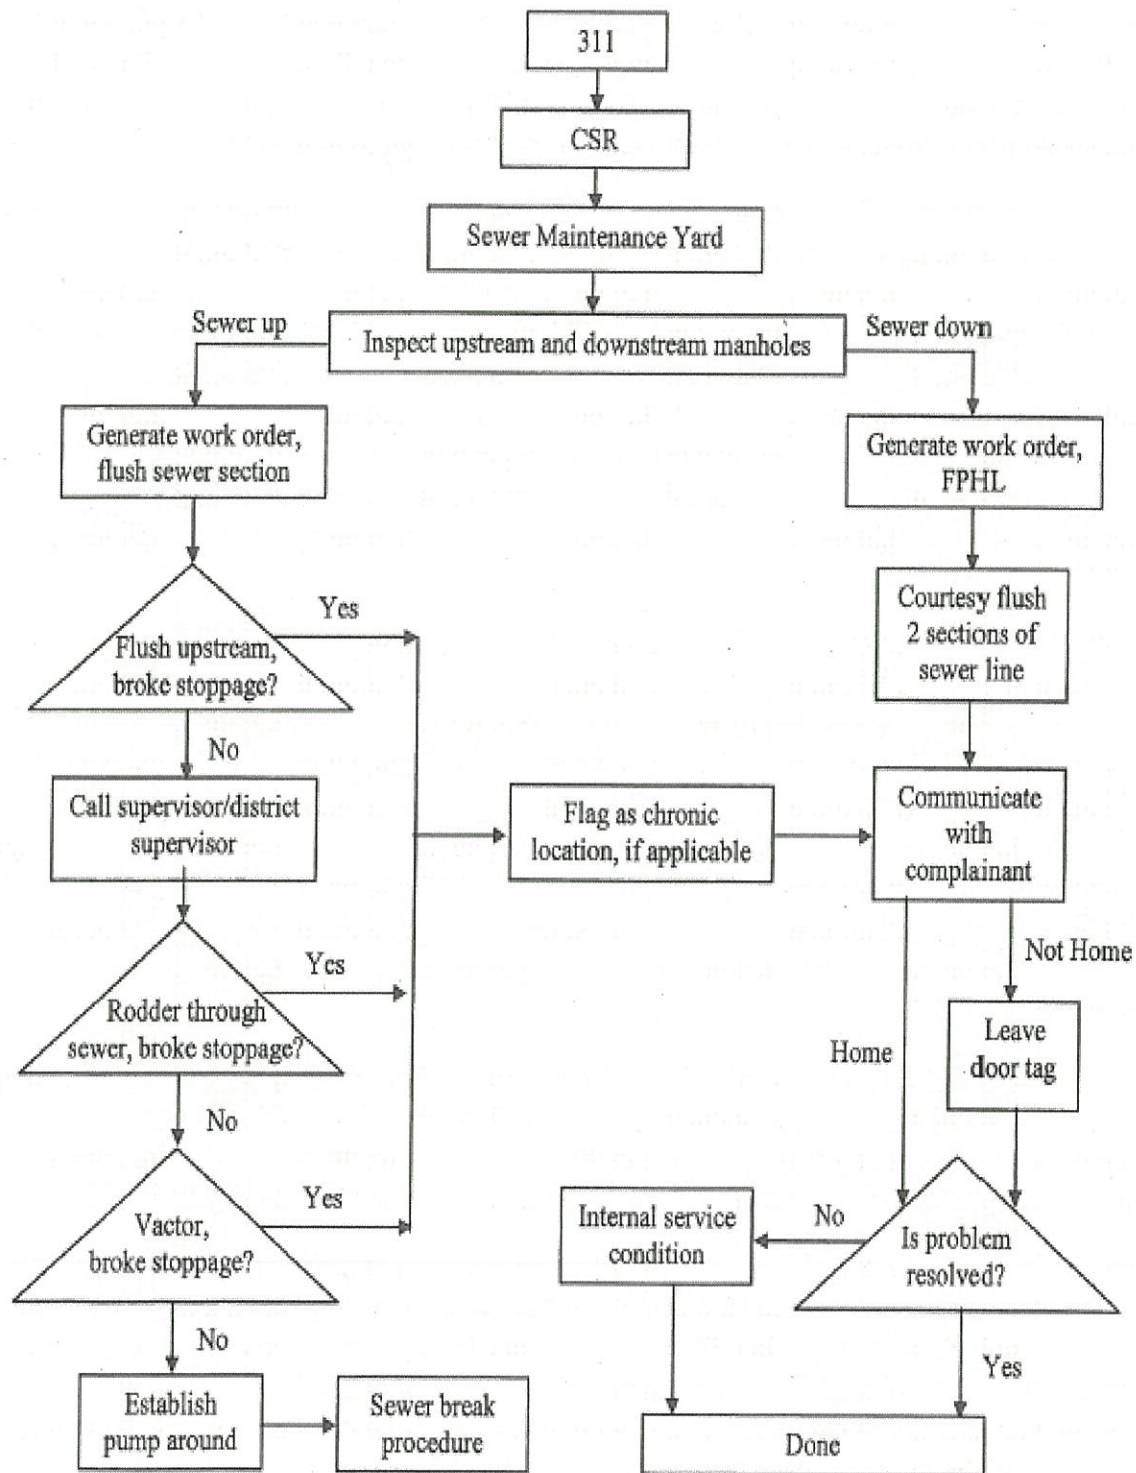 311
CSR
Sewer Maintenance Yard
Inspect upstream and downstream manholes
Sewer up
Sewer down
Generate work order,
flush sewer section
Generate work order,
FPHL
Flush upstream,
broke stoppage?
Yes
No
Courtesy flush
2 sections of
sewer line
Call supervisor/district
supervisor
Flag as chronic
location, if applicable
Communicate
with
complainant
Rodder through
sewer, broke stoppage?
Yes
No
Not Home
Home
Leave
door tag
Vactor,
broke stoppage?
Yes
No
Is problem
resolved?
No
Yes
Internal service
condition
Establish
pump around
Sewer break
procedure
Done